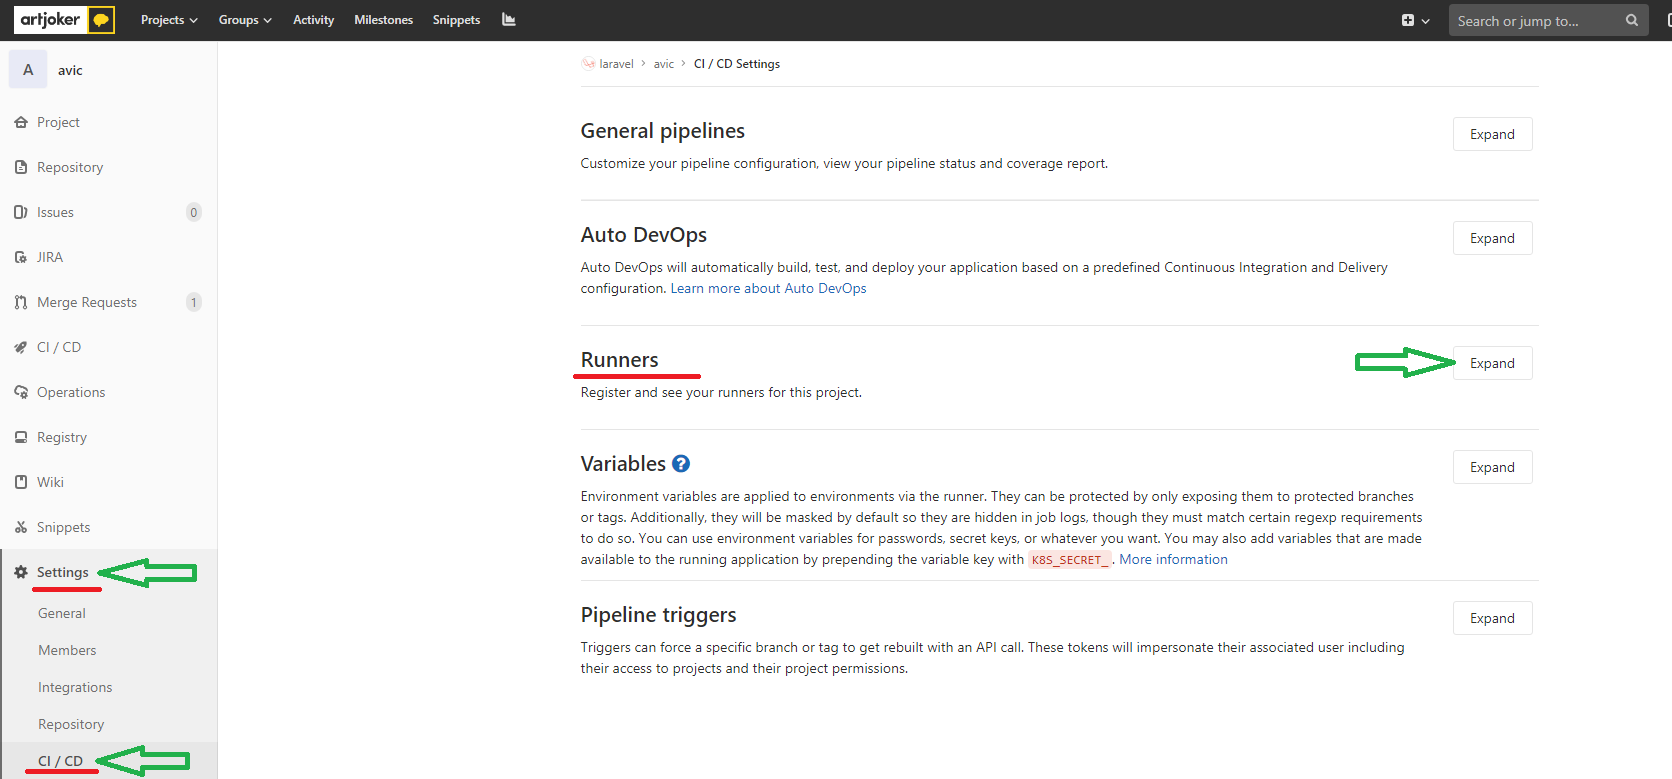 artjoker
Projects
Groups
Activity
Milestones
Snippets
Search or jump to...
A
avic
Project
Repository
Issues
0
JIRA
Merge Requests
1
CI / CD
Operations
Registry
Wiki
Snippets
Settings
General
Members
Integrations
Repository
CI / CD
laravel › avic › CI / CD Settings
General pipelines
Expand
Customize your pipeline configuration, view your pipeline status and coverage report.
Auto DevOps
Expand
Auto DevOps will automatically build, test, and deploy your application based on a predefined Continuous Integration and Delivery
configuration. Learn more about Auto DevOps
Runners
Expand
Register and see your runners for this project.
Variables ?
Expand
Environment variables are applied to environments via the runner. They can be protected by only exposing them to protected branches
or tags. Additionally, they will be masked by default so they are hidden in job logs, though they must match certain regexp requirements
to do so. You can use environment variables for passwords, secret keys, or whatever you want. You may also add variables that are made
available to the running application by prepending the variable key with K8S_SECRET_. More information
Pipeline triggers
Expand
Triggers can force a specific branch or tag to get rebuilt with an API call. These tokens will impersonate their associated user including
their access to projects and their project permissions.